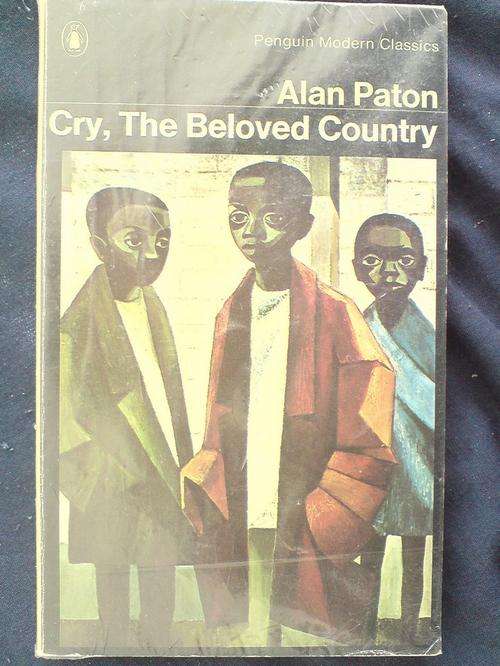 Penguin Modern Classics
Alan Paton
Cry, The Beloved Country